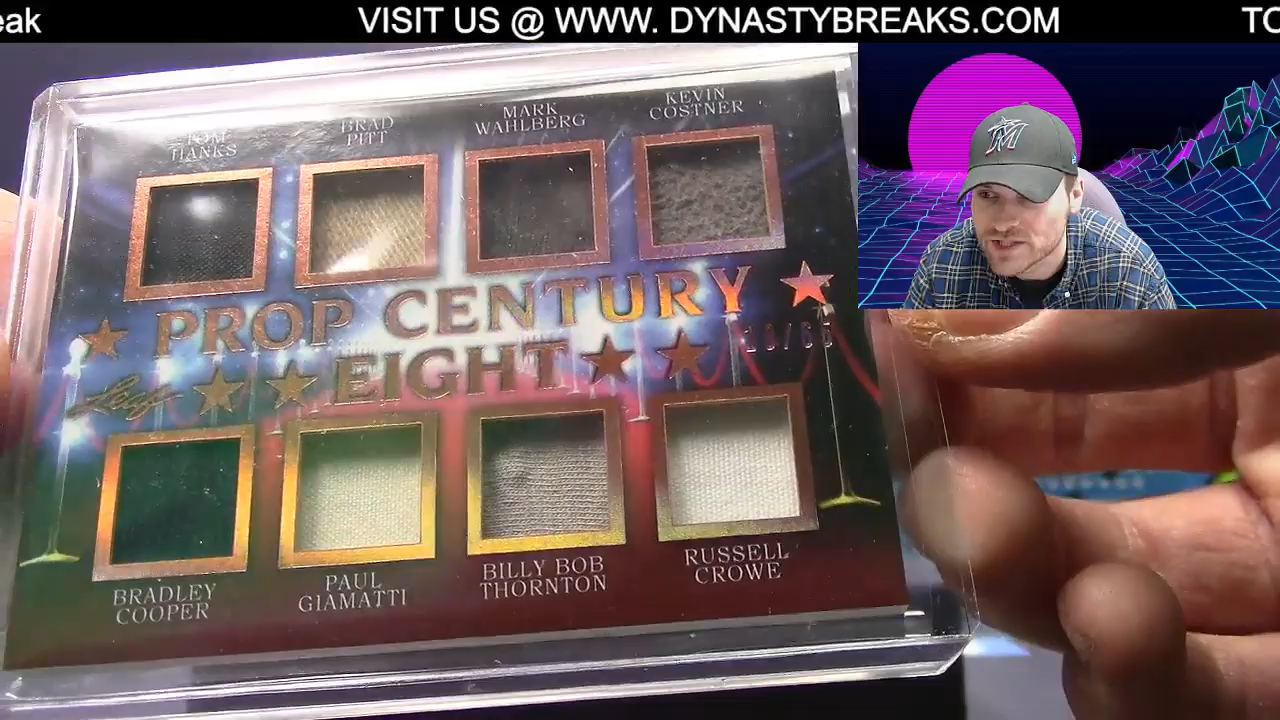 eak VISIT US @ WWW. DYNASTYBREAKS.COM TO
TOM
HANKS
BRAD
PITT
MARK
WAHLBERG
KEVIN
COSTNER
PROP CENTURY
EIGHT
Leaf
BRADLEY
COOPER
PAUL
GIAMATTI
BILLY BOB
THORNTON
RUSSELL
CROWE
M